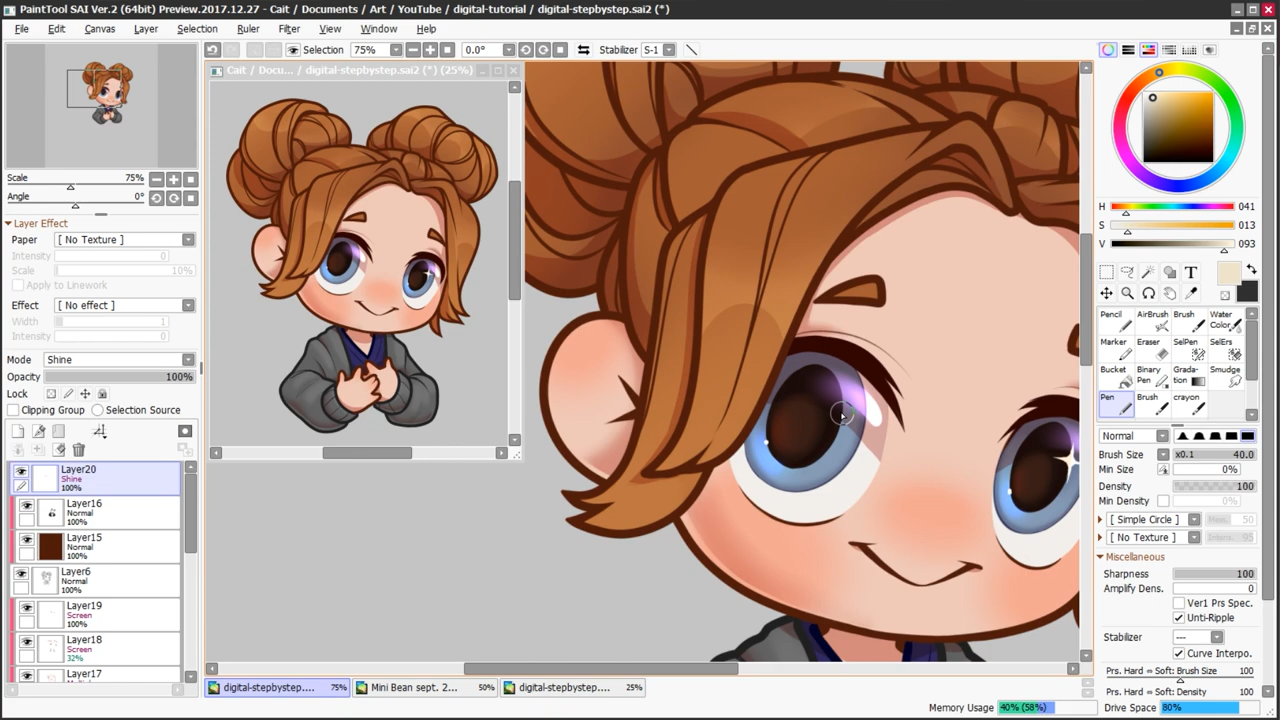 PaintTool SAI Ver.2 (64bit) Preview.2017.12.27 - Cait / Documents / Art / YouTube / digital-tutorial / digital-stepbystep.sai2 (*)
File Edit Canvas Layer Selection Ruler Filter View Window Help
Selection 75% 0.0° Stabilizer S-1
Cait / Docu... / digital-stepbystep.sai2 (*) (25%)
Scale 75%
Angle 0°
Layer Effect
Paper [ No Texture ]
Intensity 0
Scale 10%
Apply to Linework
Effect [ No effect ]
Width 1
Intensity 0
Mode Shine
Opacity 100%
Lock
Clipping Group Selection Source
Layer20
Shine
100%
Layer16
Normal
100%
Layer15
Normal
100%
Layer6
Normal
100%
Layer19
Screen
100%
Layer18
Screen
32%
Layer17
H 041
S 013
V 093
T
Pencil AirBrush Brush Water Color
Marker Eraser SelPen SelErs
Bucket Binary Pen Grada-tion Smudge
Pen Brush crayon
Normal
Brush Size x0.1 40.0
Min Size 0%
Density 100
Min Density 0%
[ Simple Circle ] 50
[ No Texture ] 95
Miscellaneous
Sharpness 100
Amplify Dens. 0
Ver1 Prs Spec.
Unti-Ripple
Stabilizer ---
Curve Interpo.
Prs. Hard ⇔ Soft: Brush Size 100
Prs. Hard ⇔ Soft: Density 100
digital-stepbystep.... 75% Mini Bean sept. 2... 50% digital-stepbystep.... 25%
Memory Usage 40% (58%) Drive Space 80%